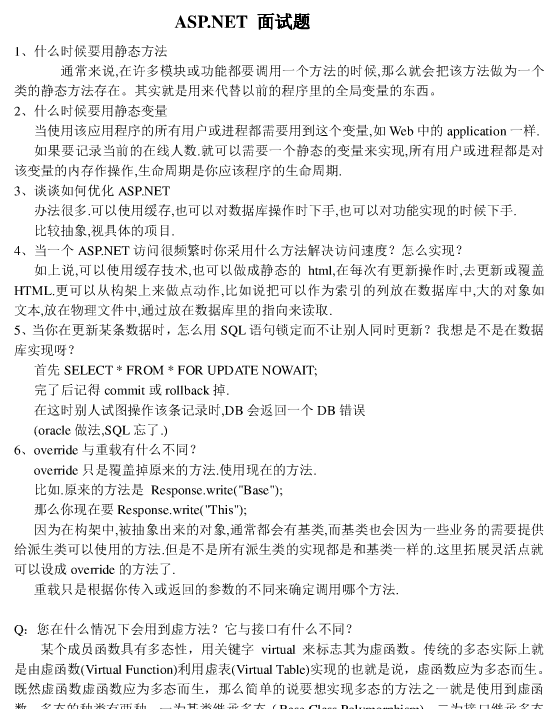 ASP.NET 面试题
1、什么时候要用静态方法
通常来说,在许多模块或功能都要调用一个方法的时候,那么就会把该方法做为一个
类的静态方法存在。其实就是用来代替以前的程序里的全局变量的东西。
2、什么时候要用静态变量
当使用该应用程序的所有用户或进程都需要用到这个变量,如 Web 中的 application 一样.
如果要记录当前的在线人数.就可以需要一个静态的变量来实现,所有用户或进程都是对
该变量的内存作操作,生命周期是你应该程序的生命周期.
3、谈谈如何优化 ASP.NET
办法很多.可以使用缓存,也可以对数据库操作时下手,也可以对功能实现的时候下手.
比较抽象,视具体的项目.
4、当一个 ASP.NET 访问很频繁时你采用什么方法解决访问速度？怎么实现？
如上说,可以使用缓存技术,也可以做成静态的 html,在每次有更新操作时,去更新或覆盖
HTML.更可以从构架上来做点动作,比如说把可以作为索引的列放在数据库中,大的对象如
文本,放在物理文件中,通过放在数据库里的指向来读取.
5、当你在更新某条数据时，怎么用 SQL 语句锁定而不让别人同时更新？我想是不是在数据
库实现呀？
首先 SELECT * FROM * FOR UPDATE NOWAIT;
完了后记得 commit 或 rollback 掉.
在这时别人试图操作该条记录时,DB 会返回一个 DB 错误
(oracle 做法,SQL 忘了.)
6、override 与重载有什么不同？
override 只是覆盖掉原来的方法.使用现在的方法.
比如.原来的方法是 Response.write("Base");
那么你现在要 Response.write("This");
因为在构架中,被抽象出来的对象,通常都会有基类,而基类也会因为一些业务的需要提供
给派生类可以使用的方法.但是不是所有派生类的实现都是和基类一样的.这里拓展灵活点就
可以设成 override 的方法了.
重载只是根据你传入或返回的参数的不同来确定调用哪个方法.
Q：您在什么情况下会用到虚方法？它与接口有什么不同？
某个成员函数具有多态性，用关键字 virtual 来标志其为虚函数。传统的多态实际上就
是由虚函数(Virtual Function)利用虚表(Virtual Table)实现的也就是说，虚函数应为多态而生。
既然虚函数虚函数应为多态而生，那么简单的说要想实现多态的方法之一就是使用到虚函
数。多态的种类有两种，一为基类继承多态（Base-Class Polymorphism），二为接口继承多态